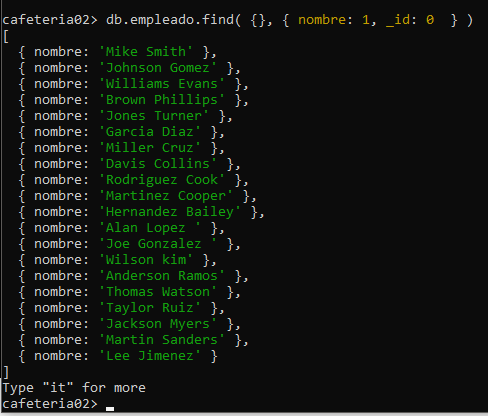 cafeteria02> db.empleado.find( {}, { nombre: 1, _id: 0  } )
[
  { nombre: 'Mike Smith' },
  { nombre: 'Johnson Gomez' },
  { nombre: 'Williams Evans' },
  { nombre: 'Brown Phillips' },
  { nombre: 'Jones Turner' },
  { nombre: 'Garcia Diaz' },
  { nombre: 'Miller Cruz' },
  { nombre: 'Davis Collins' },
  { nombre: 'Rodriguez Cook' },
  { nombre: 'Martinez Cooper' },
  { nombre: 'Hernandez Bailey' },
  { nombre: 'Alan Lopez ' },
  { nombre: 'Joe Gonzalez ' },
  { nombre: 'Wilson kim' },
  { nombre: 'Anderson Ramos' },
  { nombre: 'Thomas Watson' },
  { nombre: 'Taylor Ruiz' },
  { nombre: 'Jackson Myers' },
  { nombre: 'Martin Sanders' },
  { nombre: 'Lee Jimenez' }
]
Type "it" for more
cafeteria02>